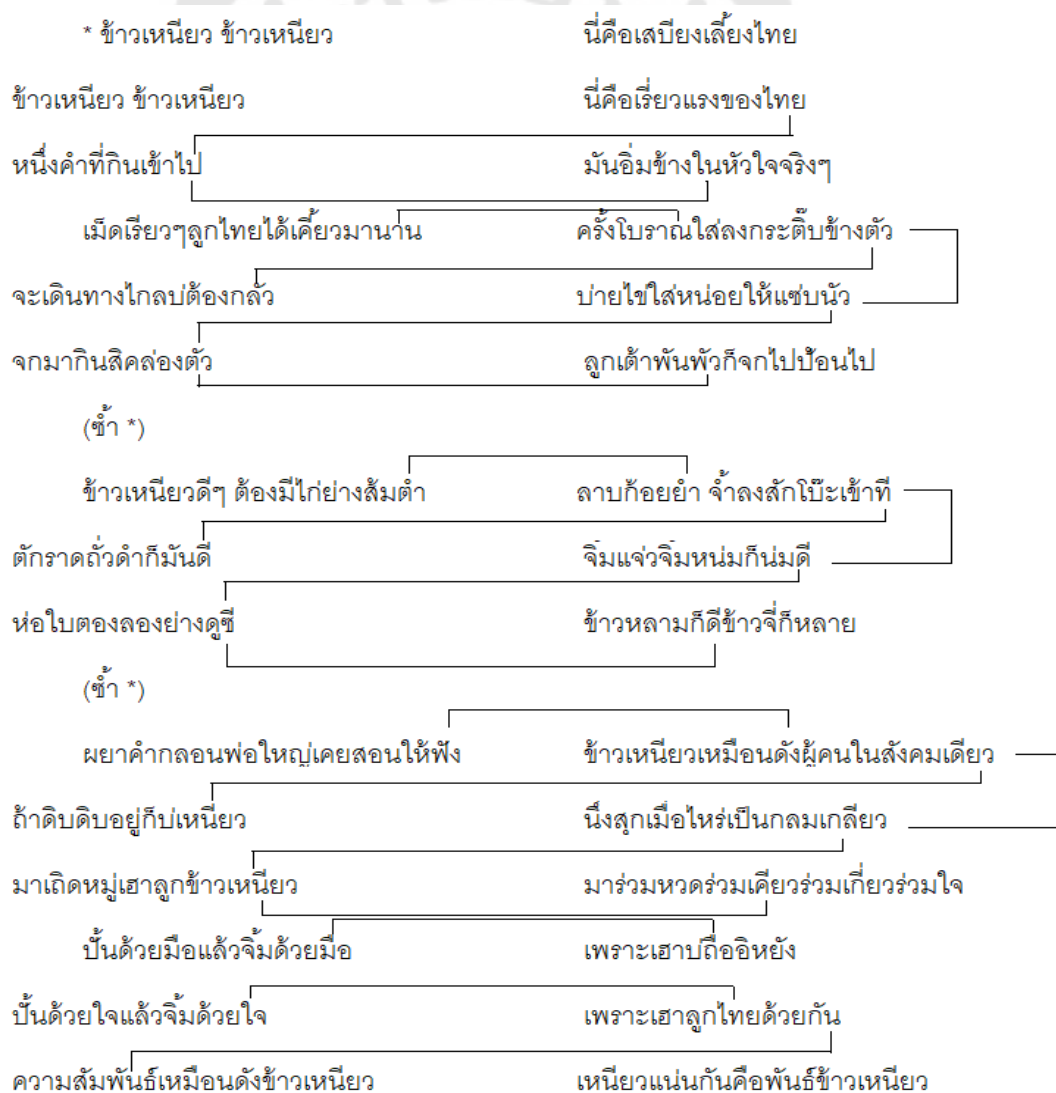 * ข้าวเหนียว ข้าวเหนียว นี่คือเสบียงเลี้ยงไทย
ข้าวเหนียว ข้าวเหนียว นี่คือเรี่ยวแรงของไทย
หนึ่งคำที่กินเข้าไป มันอิ่มข้างในหัวใจจริงๆ
เม็ดเรียวๆลูกไทยได้เคี้ยวมานาน ครั้งโบราณใส่ลงกระติ๊บข้างตัว
จะเดินทางไกลบ่ต้องกลัว บ่ายไข่ใส่หน่อยให้แซ่บนัว
จกมากินสิคล่องตัว ลูกเต้าพันพัวก็จกไปป้อนไป
(ซ้ำ *)
ข้าวเหนียวดีๆ ต้องมีไก่ย่างส้มตำ ลาบก้อยยำ จ้ำลงสักโป๊ะเข้าที
ตักราดถั่วดำก็มันดี จิ้มแจ่วจิ้มหน่มก็น่มดี
ห่อใบตองลองย่างดูซี ข้าวหลามก็ดีข้าวจี่ก็หลาย
(ซ้ำ *)
ผยาคำกลอนพ่อใหญ่เคยสอนให้ฟัง ข้าวเหนียวเหมือนดังผู้คนในสังคมเดียว
ถ้าดิบดิบอยู่ก็บ่เหนียว นึ้งสุกเมื่อไหร่เป็นกลมเกลียว
มาเถิดหมู่เฮาลูกข้าวเหนียว มาร่วมหวดร่วมเคียวร่วมเกี่ยวร่วมใจ
ปั้นด้วยมือแล้วจิ้มด้วยมือ เพราะเฮาบ่ถืออิหยัง
ปั้นด้วยใจแล้วจิ้มด้วยใจ เพราะเฮาลูกไทยด้วยกัน
ความสัมพันธ์เหมือนดังข้าวเหนียว เหนียวแน่นกันคือพันธ์ข้าวเหนียว